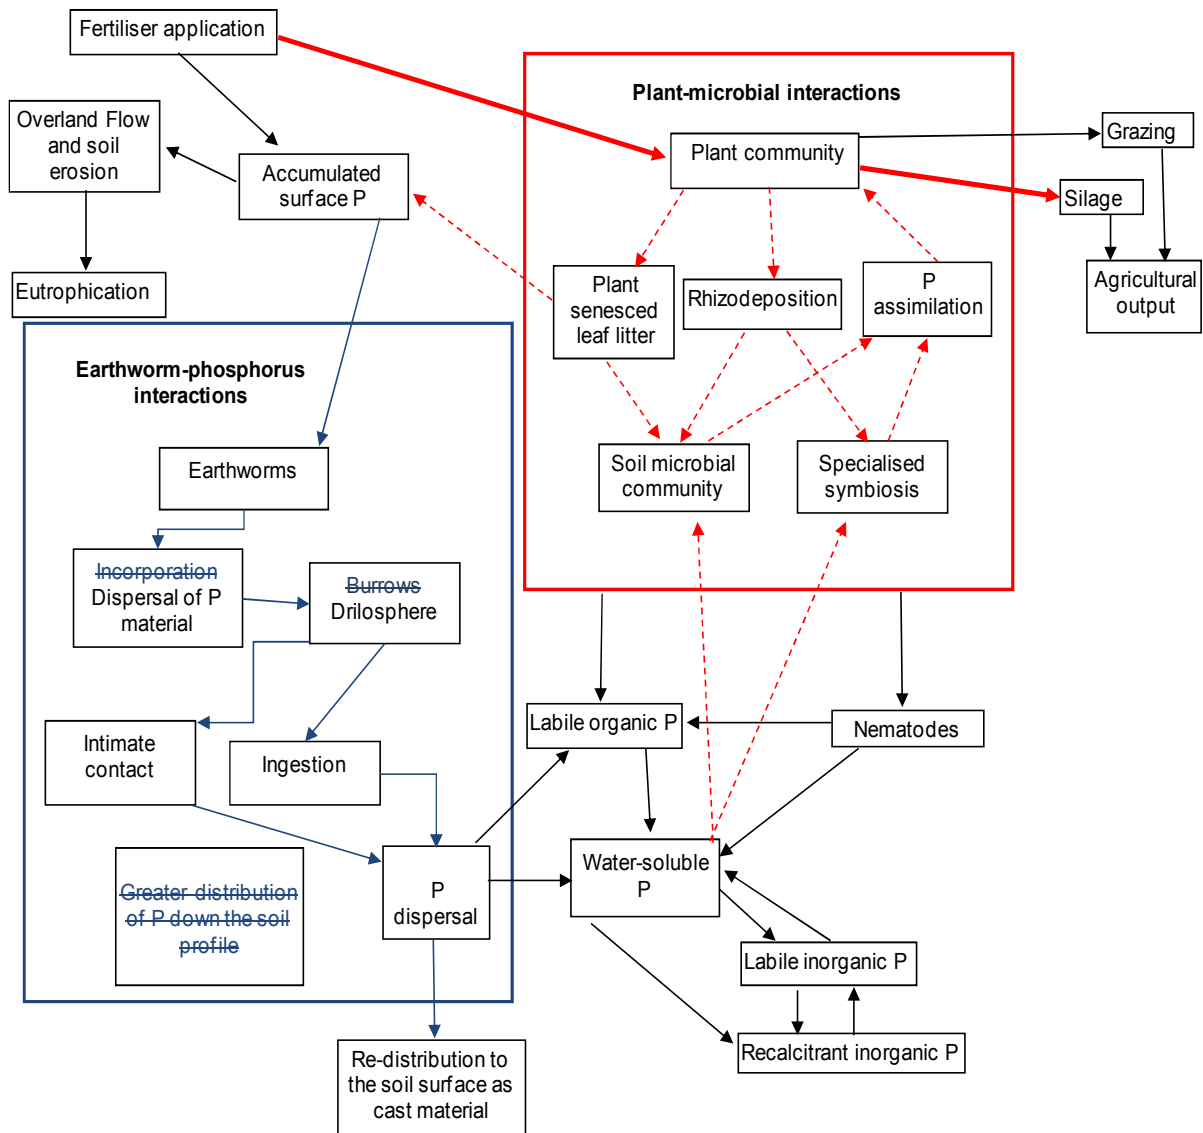 Fertiliser application
Plant-microbial interactions
Overland Flow
and soil
erosion
Grazing
Plant community
Accumulated
surface P
Silage
Eutrophication
Plant
senesced
leaf litter
Rhizodeposition
P
assimilation
Agricultural
output
Earthworm-phosphorus
interactions
Earthworms
Soil microbial
community
Specialised
symbiosis
Incorporation
Dispersal of P
material
Burrows
Drilosphere
Labile organic P
Nematodes
Intimate
contact
Ingestion
Water-soluble
P
Greater distribution
of P down the soil
profile
P
dispersal
Labile inorganic P
Recalcitrant inorganic P
Re-distribution to
the soil surface as
cast material